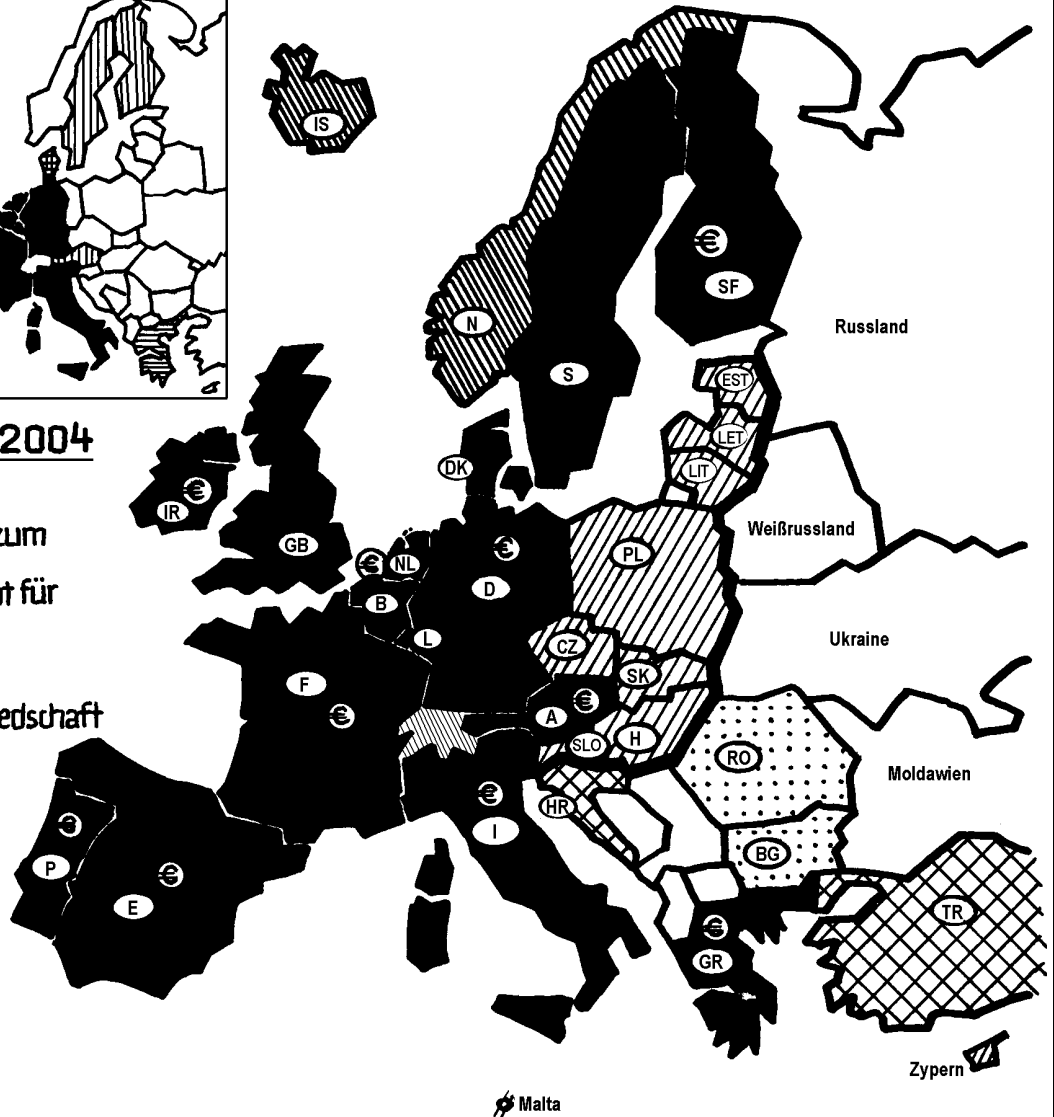 IS
€
SF
N
Russland
S
EST
2004
LET
DK
LIT
€
IR
zum
Weißrussland
GB
€
€
NL
PL
D
für
B
L
Ukraine
CZ
SK
F
€
€
A
SLO
H
edschaft
RO
Moldawien
€
HR
€
I
BG
P
€
E
TR
€
GR
Zypern
Malta